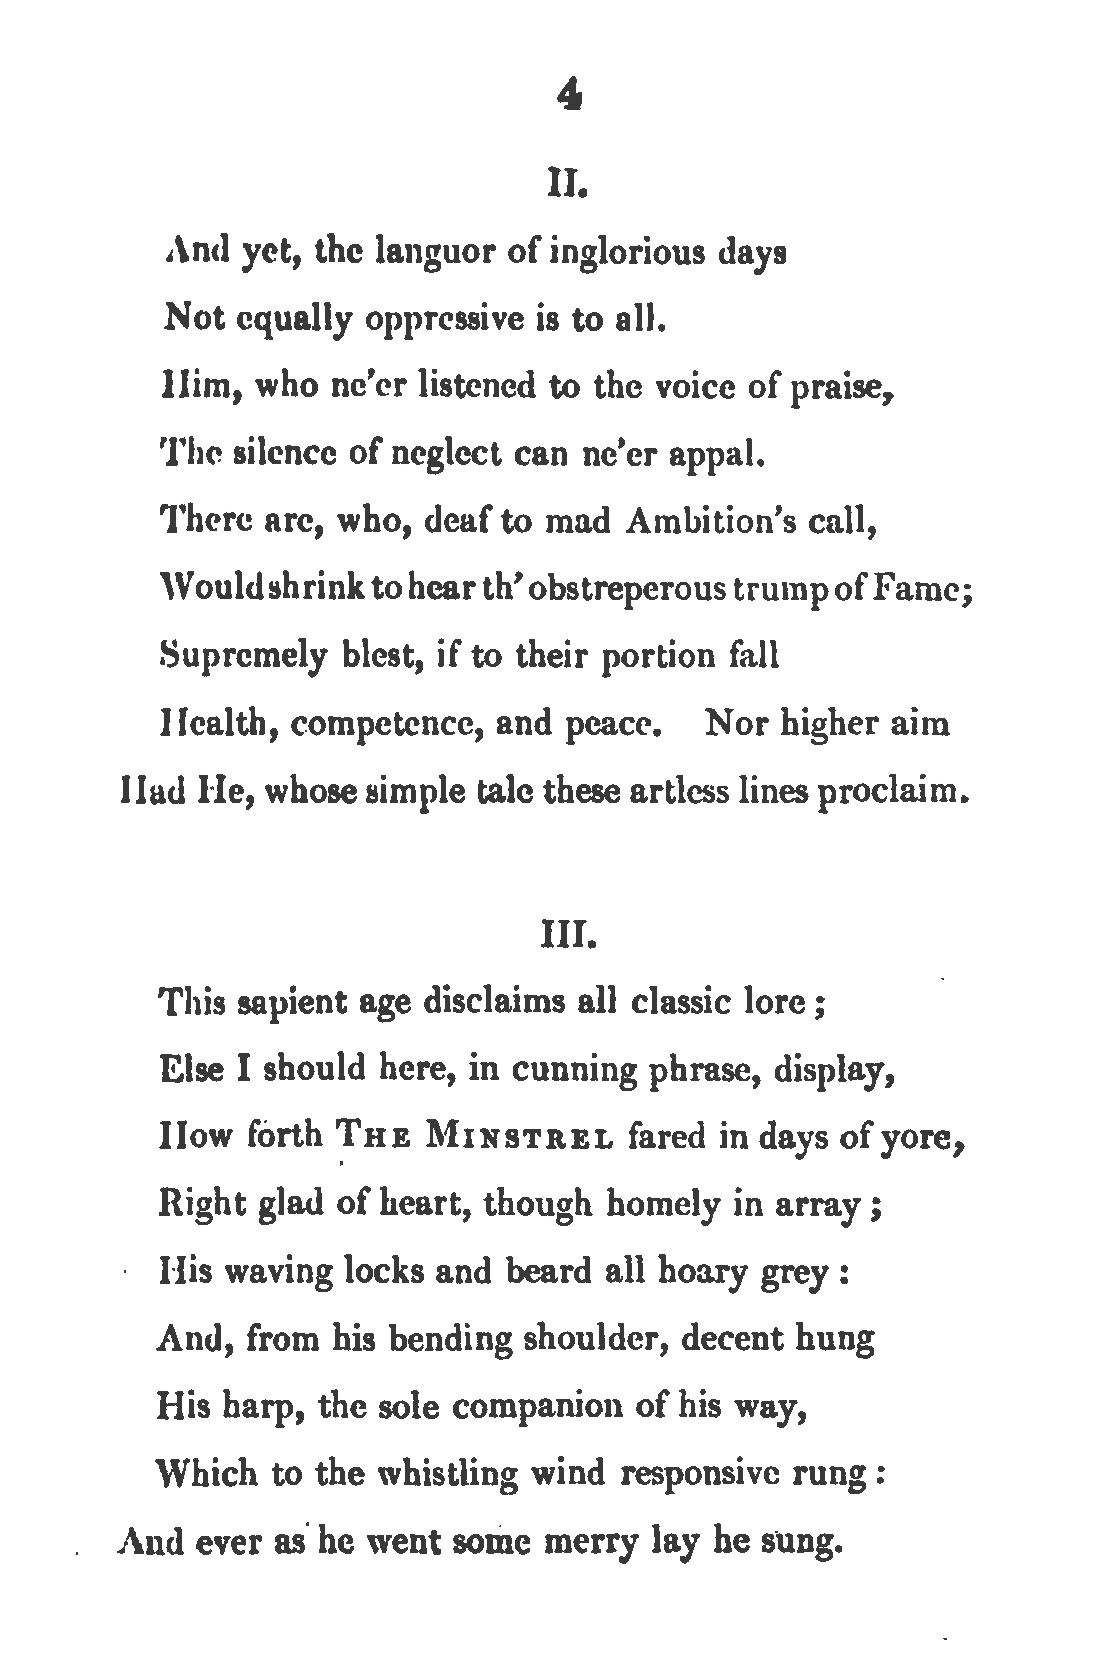 4
II.
And yet, the languor of inglorious days
Not equally oppressive is to all.
Him, who ne'er listened to the voice of praise,
The silence of neglect can ne'er appal.
There are, who, deaf to mad Ambition's call,
Would shrink to hear th' obstreperous trump of Fame;
Supremely blest, if to their portion fall
Health, competence, and peace. Nor higher aim
Had He, whose simple tale these artless lines proclaim.
III.
This sapient age disclaims all classic lore;
Else I should here, in cunning phrase, display,
How forth THE MINSTREL fared in days of yore,
Right glad of heart, though homely in array;
His waving locks and beard all hoary grey:
And, from his bending shoulder, decent hung
His harp, the sole companion of his way,
Which to the whistling wind responsive rung:
And ever as he went some merry lay he sung.